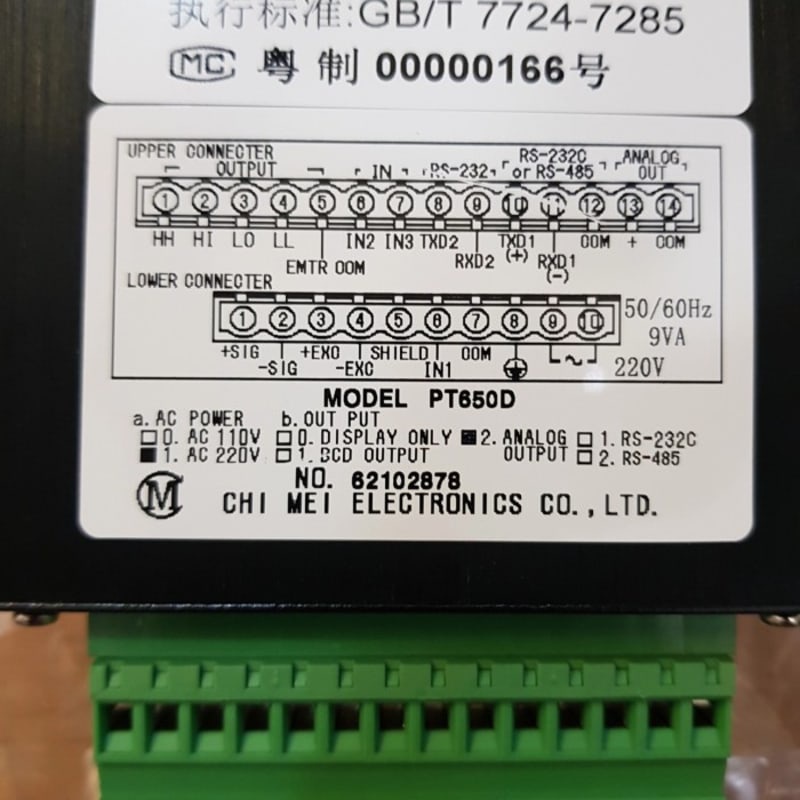 执行标准:GB/T 7724-7285
MC 粤 制 00000166号
UPPER CONNECTER
OUTPUT IN RS-232 RS-232C or RS-485 ANALOG OUT
1 2 3 4 5 6 7 8 9 10 11 12 13 14
HH HI LO LL IN2 IN3 TXD2 TXD1 (+) COM + COM
EMTR COM RXD2 RXD1 (-)
LOWER CONNECTER
1 2 3 4 5 6 7 8 9 10 50/60Hz
9VA
+SIG +EXC SHIELD COM
-SIG -EXC IN1 ~ 220V
MODEL PT650D
a. AC POWER b. OUT PUT
0. AC 110V 0. DISPLAY ONLY 2. ANALOG OUTPUT 1. RS-232C
1. AC 220V 1. BCD OUTPUT 2. RS-485
NO. 62102878
M CHI MEI ELECTRONICS CO., LTD.